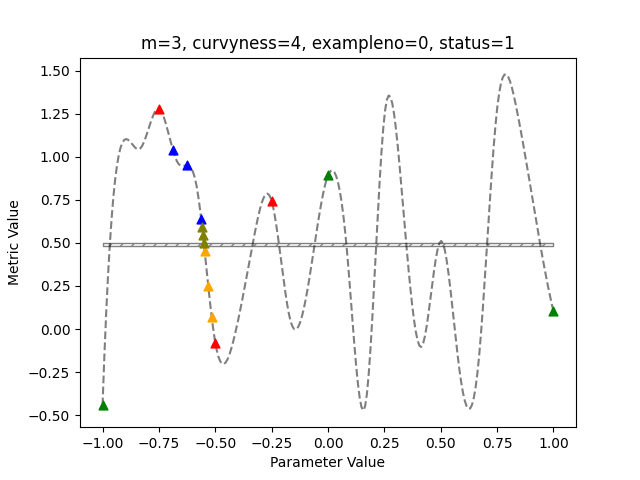 m=3, curvyness=4, exampleno=0, status=1
1.50
1.25
1.00
0.75
0.50
0.25
0.00
−0.25
−0.50
Metric Value
−1.00 −0.75 −0.50 −0.25 0.00 0.25 0.50 0.75 1.00
Parameter Value